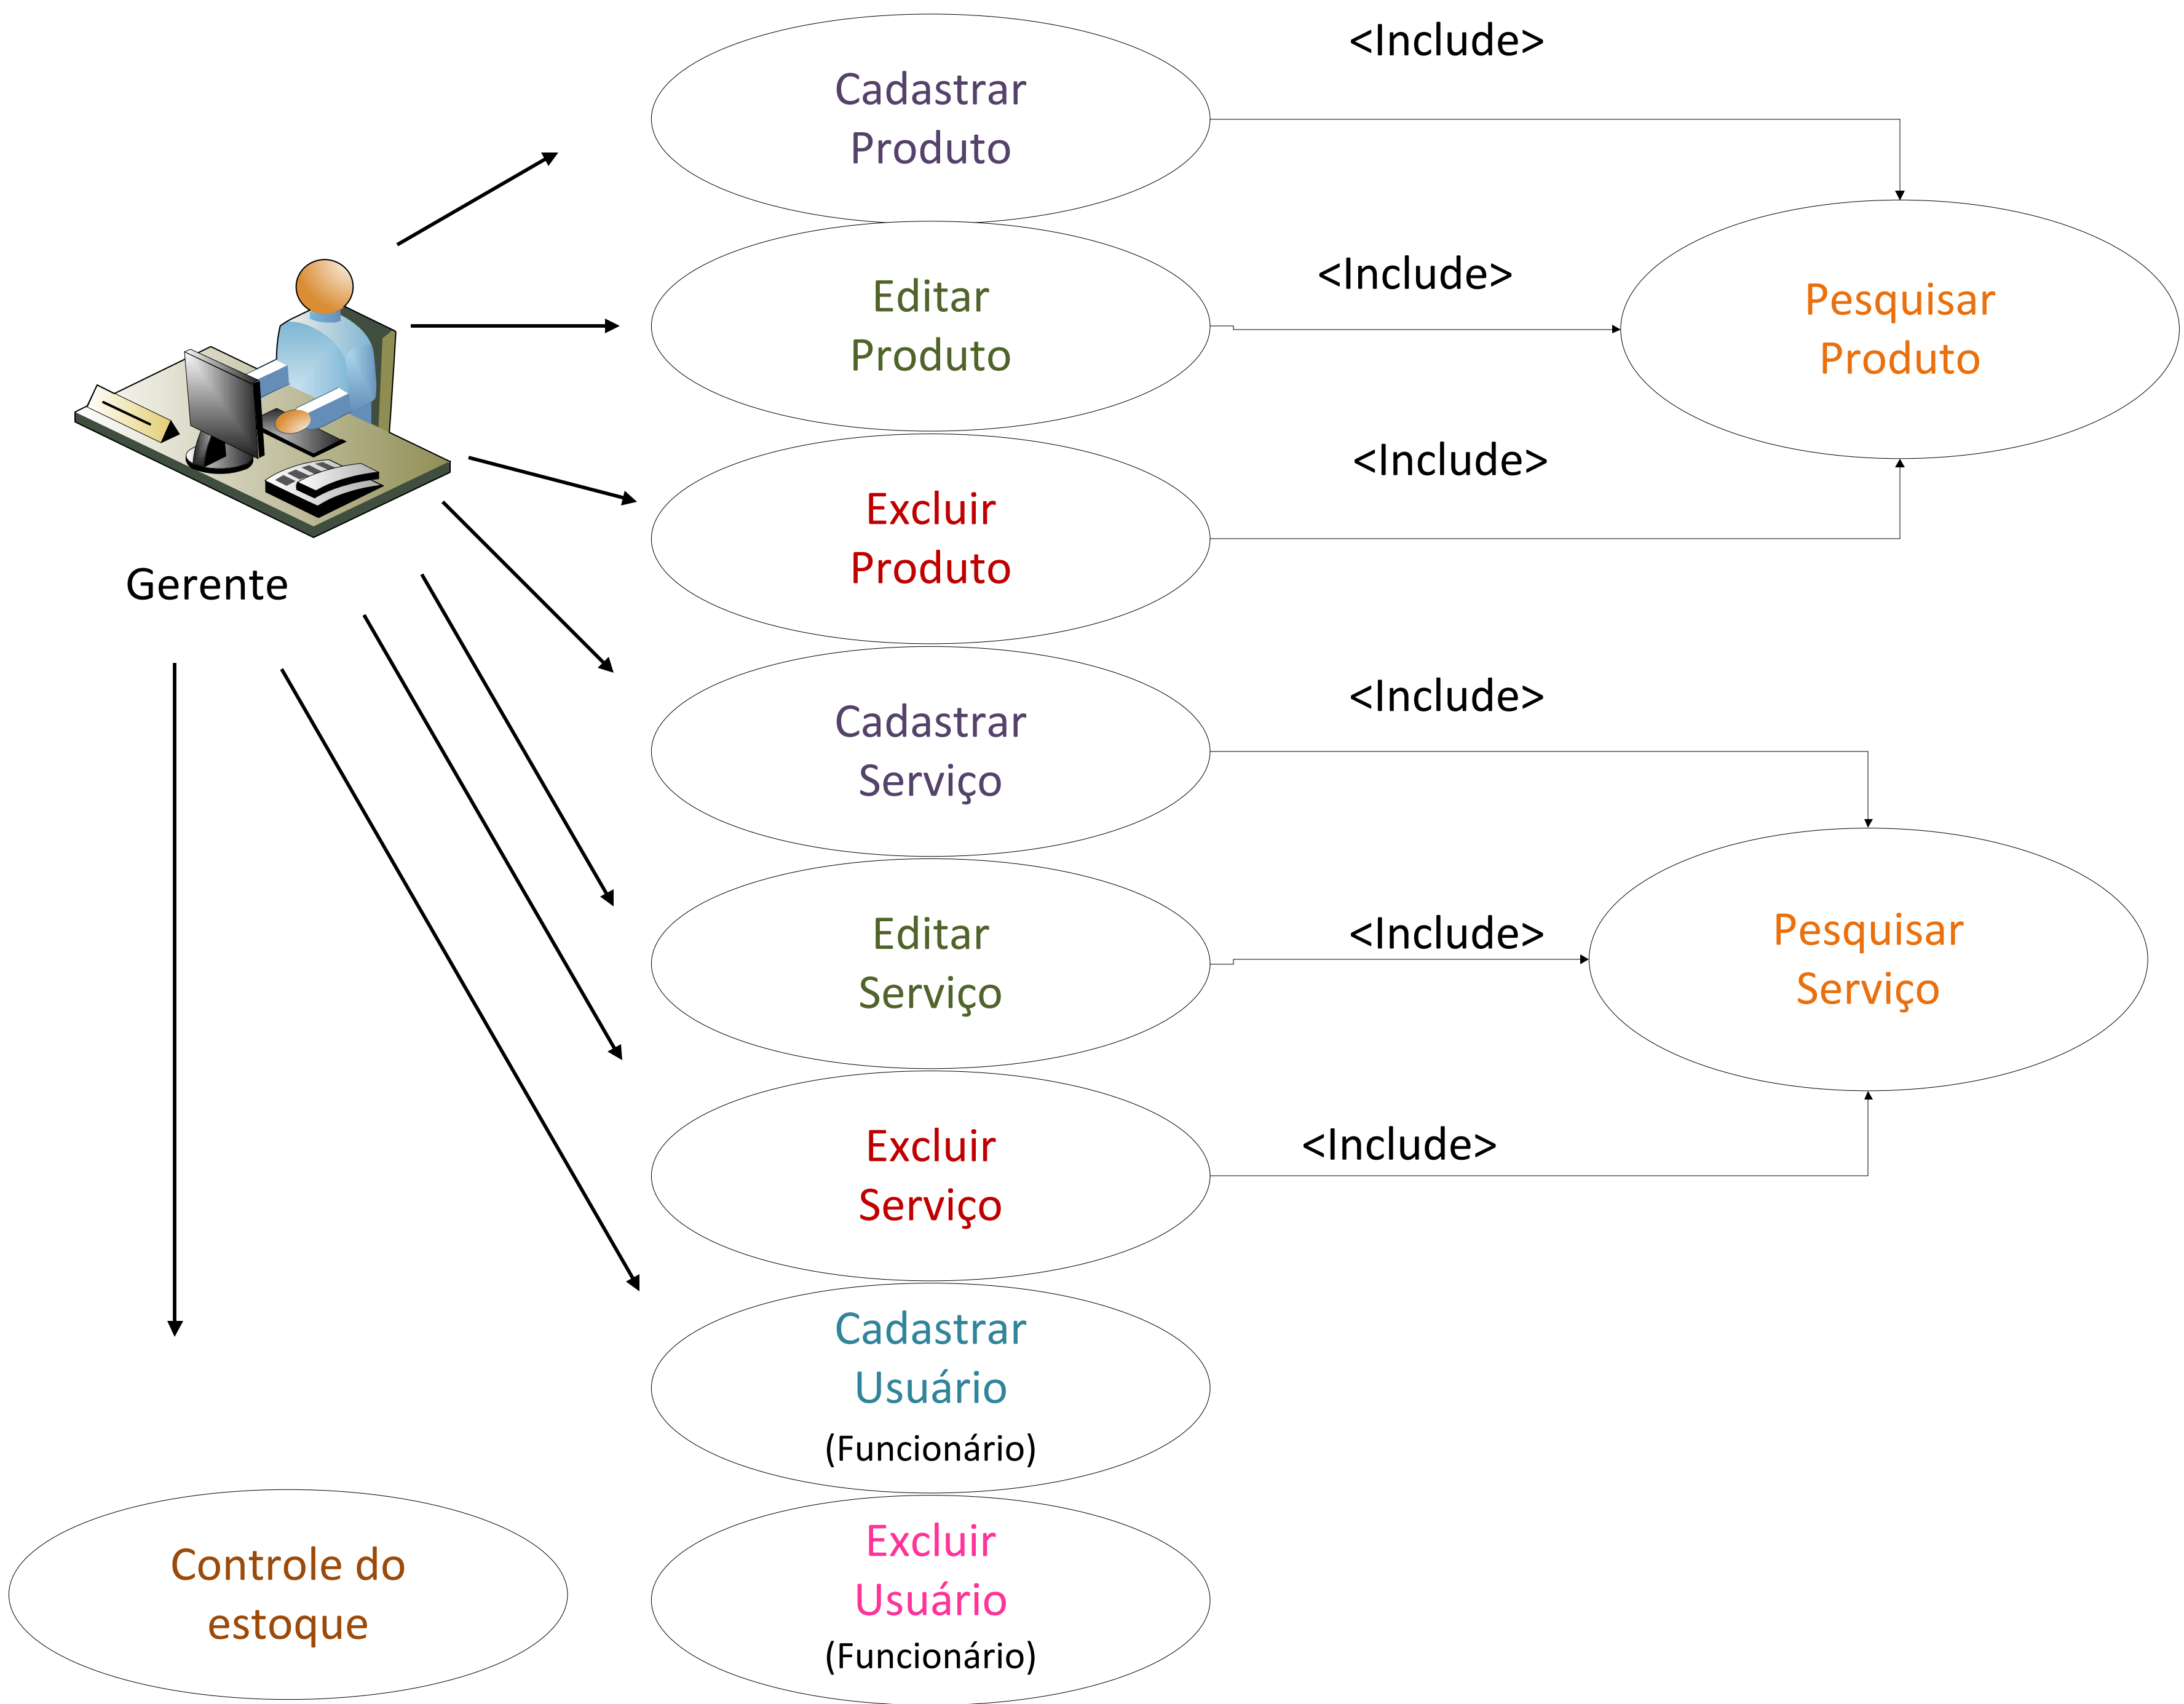 <Include>
Cadastrar
Produto
<Include>
Editar
Produto
Pesquisar
Produto
<Include>
Excluir
Produto
Gerente
<Include>
Cadastrar
Serviço
<Include>
Editar
Serviço
Pesquisar
Serviço
<Include>
Excluir
Serviço
Cadastrar
Usuário
(Funcionário)
Controle do
estoque
Excluir
Usuário
(Funcionário)